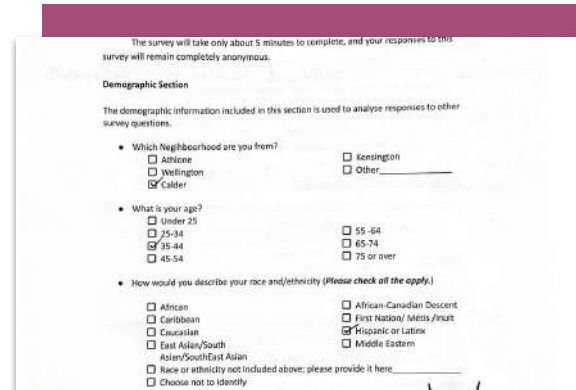 The survey will take only about 5 minutes to complete, and your responses to this
survey will remain completely anonymous.
Demographic Section
The demographic information included in this section is used to analyse responses to other
survey questions.
• Which Neghboorhood are you from?
☐ Athlone
☐ Wellington
☑ Calder
☐ Kensington
☐ Other
• What is your age?
☐ Under 25
☐ 25-34
☑ 35-44
☐ 45-54
☐ 55 -64
☐ 65-74
☐ 75 or over
• How would you describe your race and/ethnicity (Please check all the apply.)
☐ African
☐ Caribbean
☐ Caucasian
☐ East Asian/South
Asian/SouthEast Asian
☐ African-Canadian Descent
☐ First Nation/ Métis /Inuit
☑ Hispanic or Latinx
☐ Middle Eastern
☐ Race or ethnicity not included above; please provide it here
☐ Choose not to identify